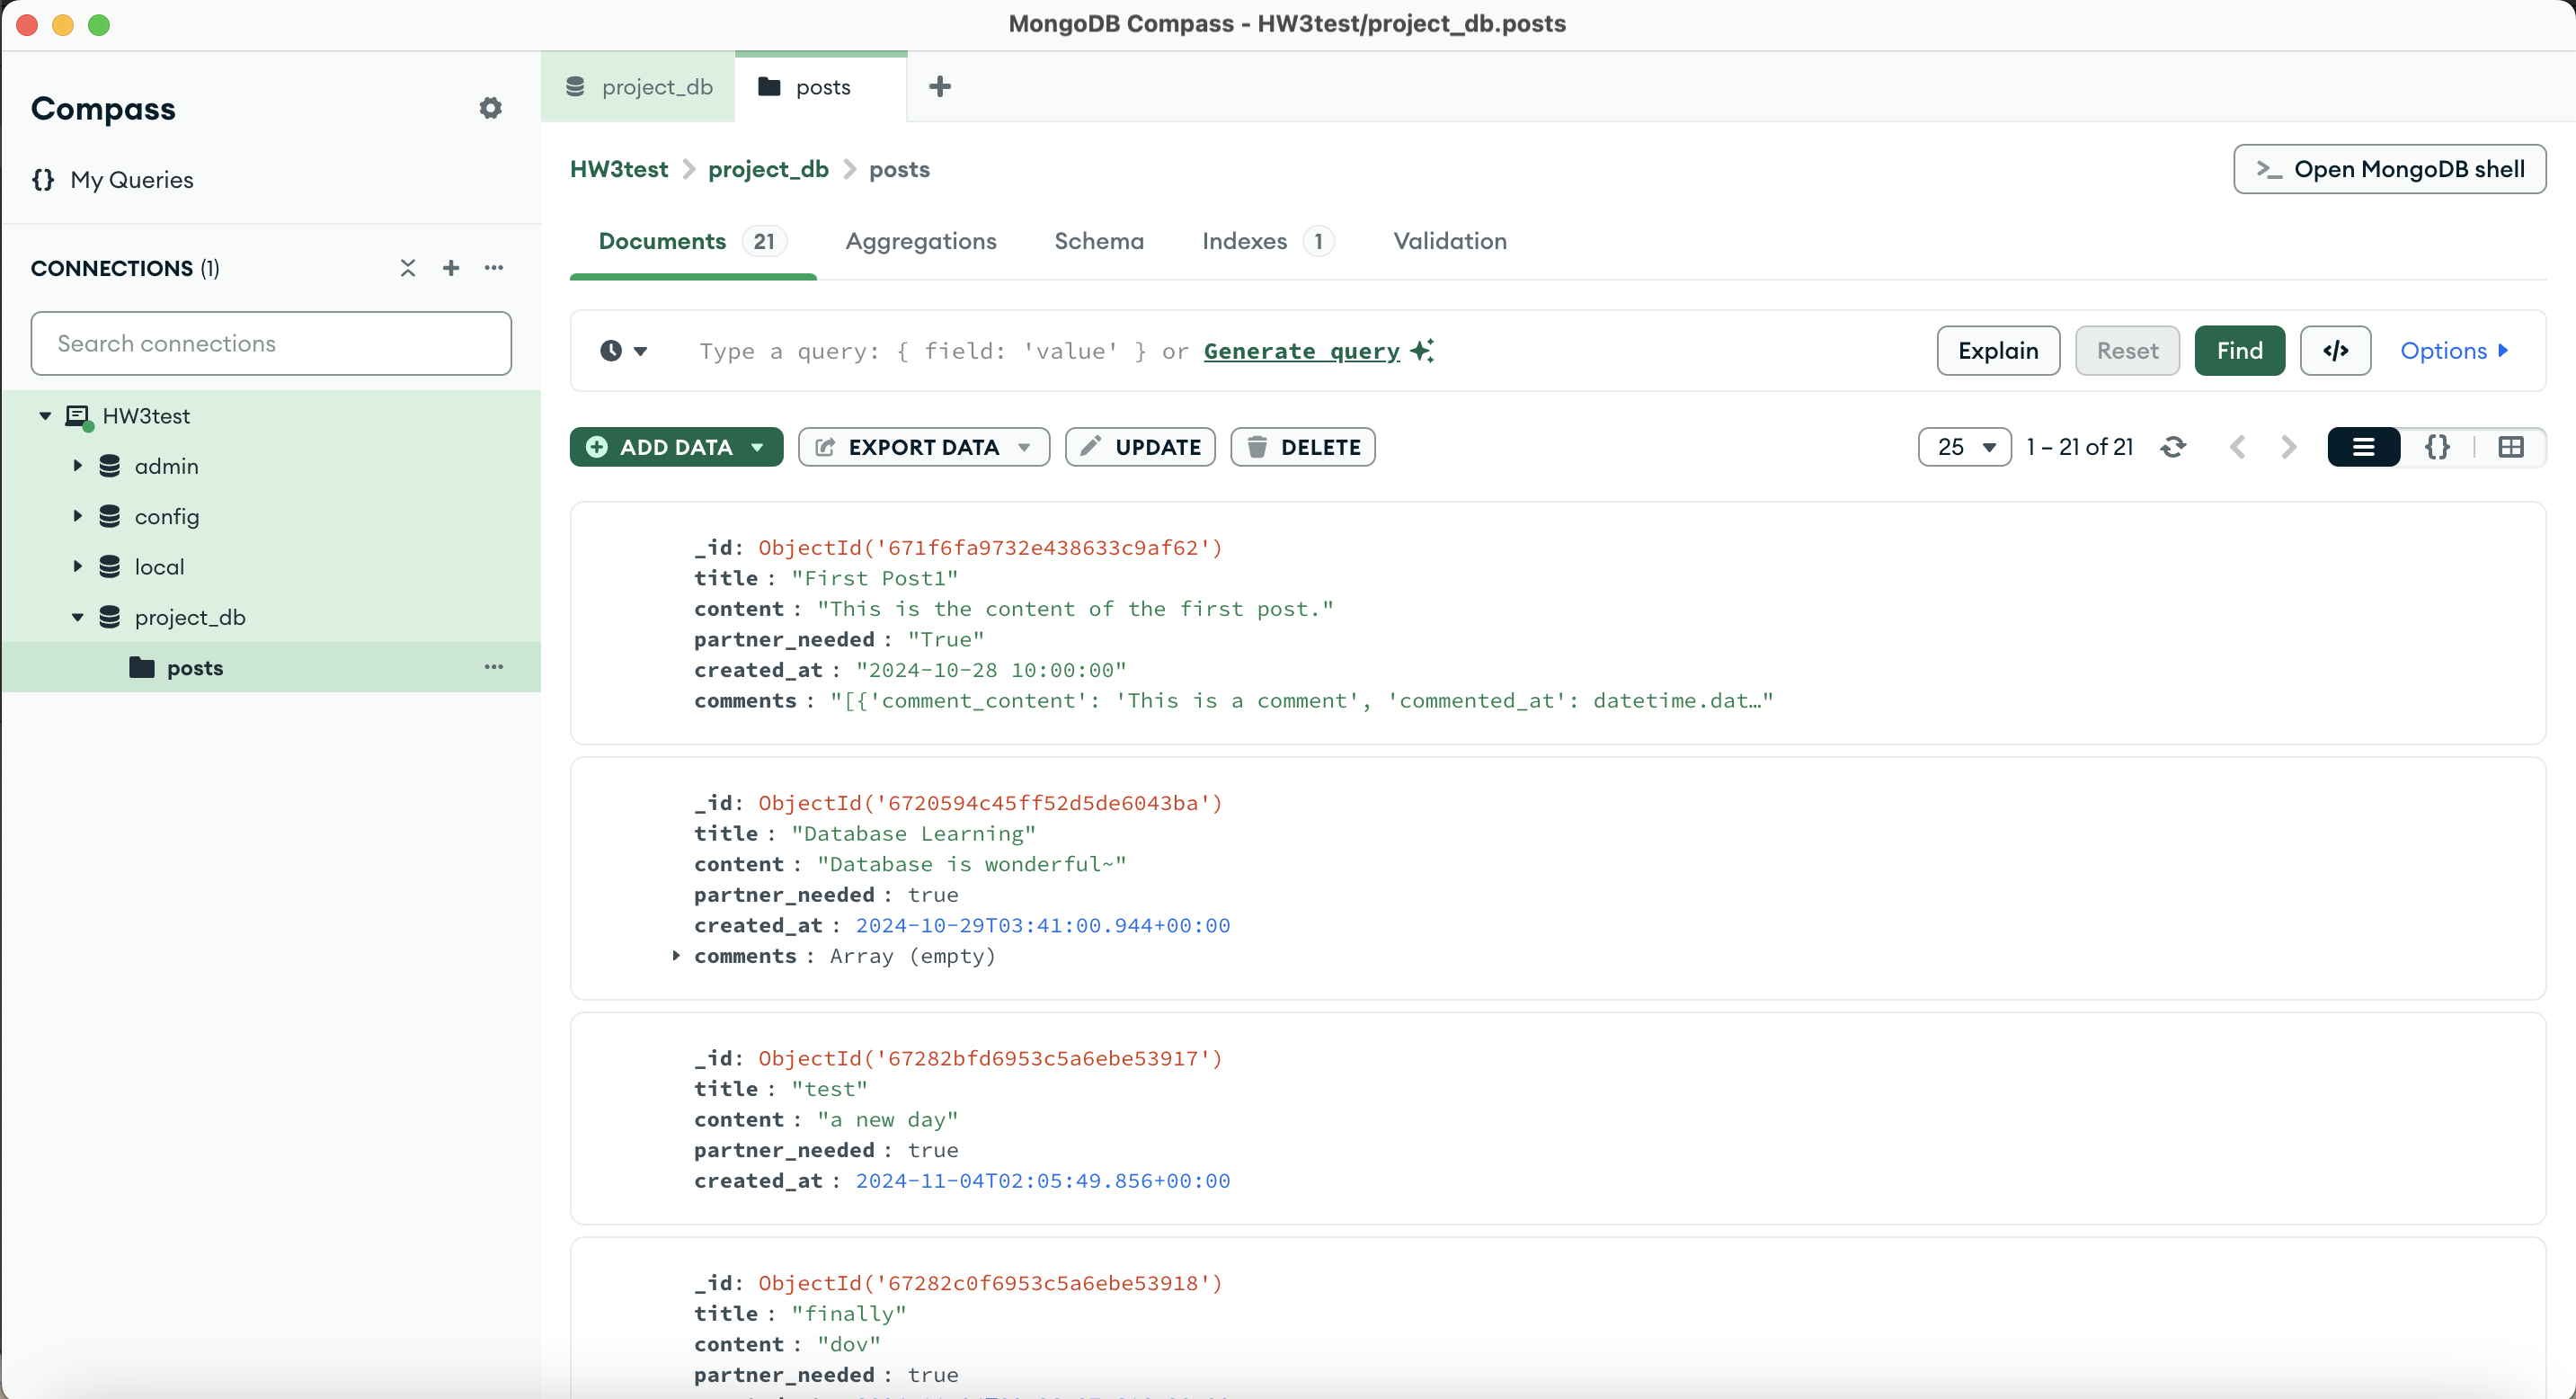 MongoDB Compass - HW3test/project_db.posts
Compass
{} My Queries
CONNECTIONS (1)
Search connections
HW3test
admin
config
local
project_db
posts
project_db
posts
HW3test > project_db > posts
>_ Open MongoDB shell
Documents 21 Aggregations Schema Indexes 1 Validation
Type a query: { field: 'value' } or Generate query
Explain Reset Find </> Options
ADD DATA EXPORT DATA UPDATE DELETE
25 1 – 21 of 21 {}
_id: ObjectId('671f6fa9732e438633c9af62')
title : "First Post1"
content : "This is the content of the first post."
partner_needed : "True"
created_at : "2024-10-28 10:00:00"
comments : "[{'comment_content': 'This is a comment', 'commented_at': datetime.dat…"
_id: ObjectId('6720594c45ff52d5de6043ba')
title : "Database Learning"
content : "Database is wonderful~"
partner_needed : true
created_at : 2024-10-29T03:41:00.944+00:00
comments : Array (empty)
_id: ObjectId('67282bfd6953c5a6ebe53917')
title : "test"
content : "a new day"
partner_needed : true
created_at : 2024-11-04T02:05:49.856+00:00
_id: ObjectId('67282c0f6953c5a6ebe53918')
title : "finally"
content : "dov"
partner_needed : true